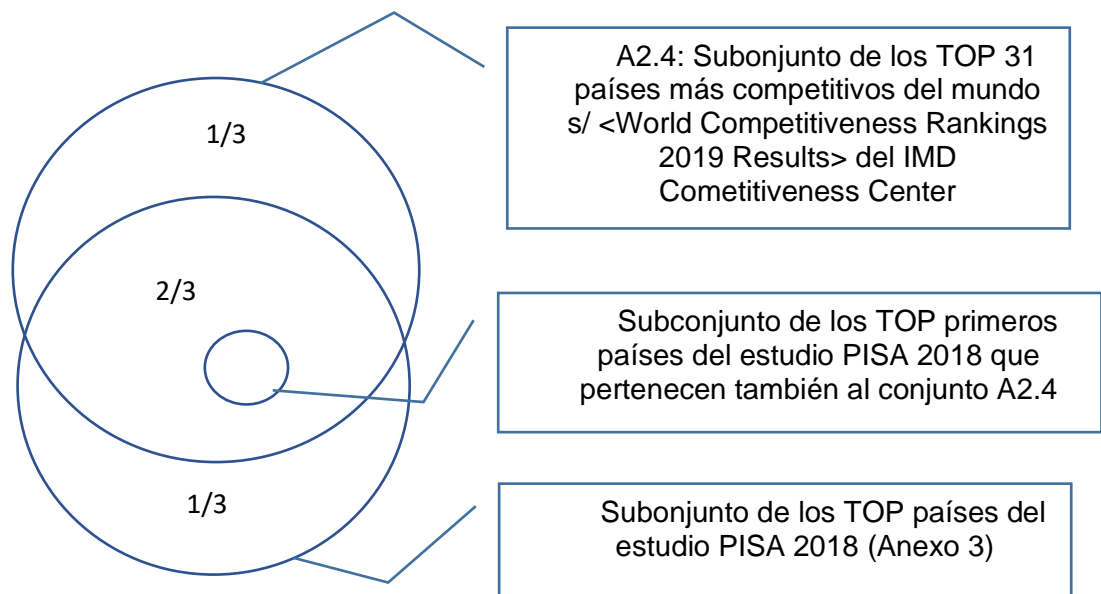 1/3
A2.4: Subonjunto de los TOP 31
países más competitivos del mundo
s/ <World Competitiveness Rankings
2019 Results> del IMD
Cometitiveness Center
2/3
Subconjunto de los TOP primeros
países del estudio PISA 2018 que
pertenecen también al conjunto A2.4
1/3
Subonjunto de los TOP países del
estudio PISA 2018 (Anexo 3)